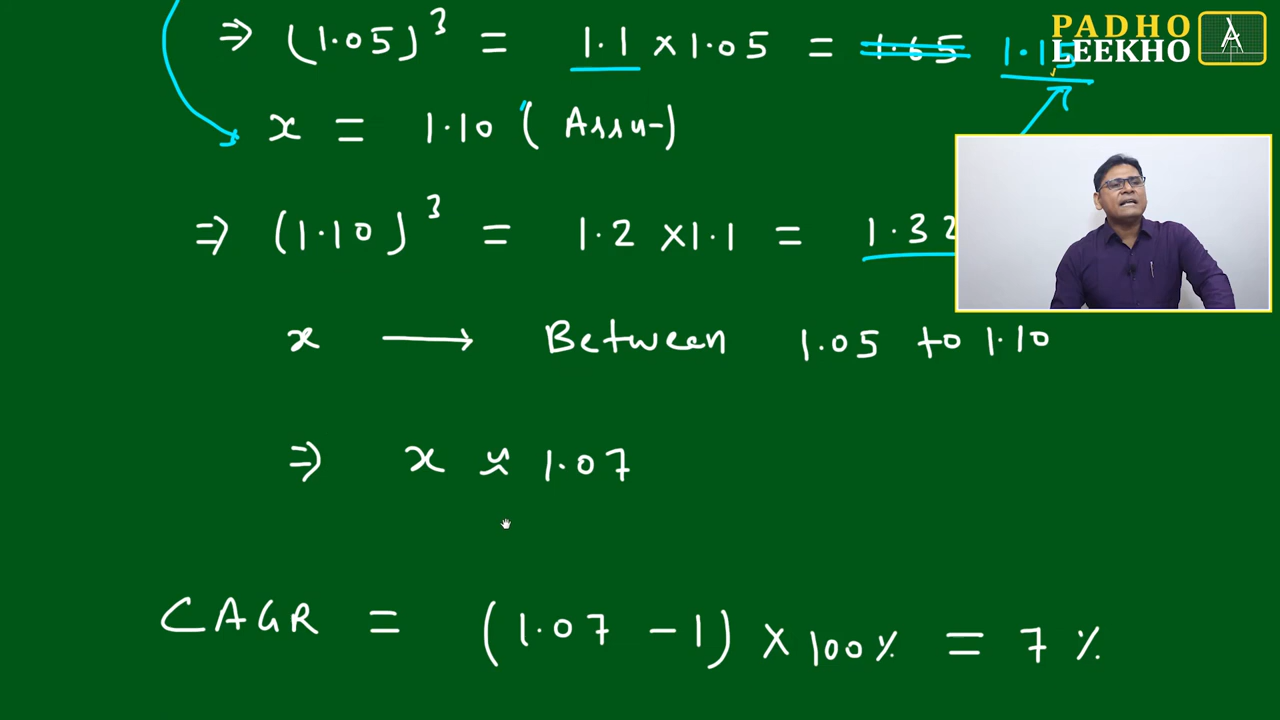 PADHO
LEEKHO
⇒ (1.05)³ = 1.1 × 1.05 = 1.65 1.15
x = 1.10 (Assu-)
⇒ (1.10)³ = 1.2 × 1.1 = 1.32
x → Between 1.05 to 1.10
⇒ x ≈ 1.07
CAGR = (1.07 - 1) × 100% = 7%